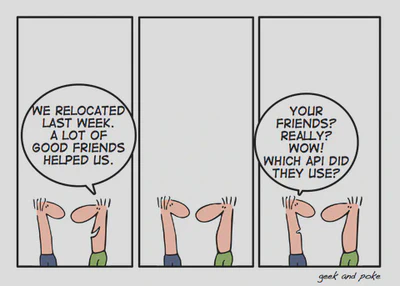 WE RELOCATED
LAST WEEK.
A LOT OF
GOOD FRIENDS
HELPED US.
YOUR
FRIENDS?
REALLY?
WOW!
WHICH API DID
THEY USE?
geek and poke